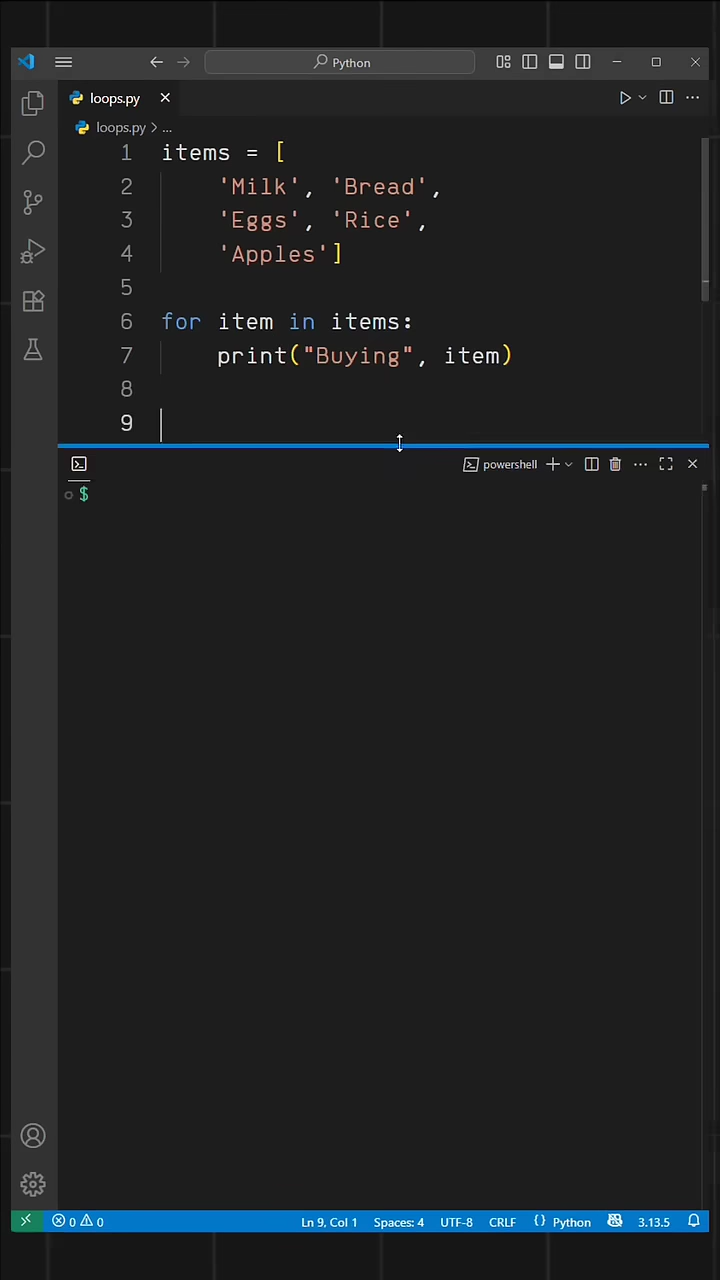 Python
loops.py
loops.py > ...
1 items = [
2     'Milk', 'Bread',
3     'Eggs', 'Rice',
4     'Apples']
5
6 for item in items:
7     print("Buying", item)
8
9
powershell
$
0 0 Ln 9, Col 1 Spaces: 4 UTF-8 CRLF {} Python 3.13.5